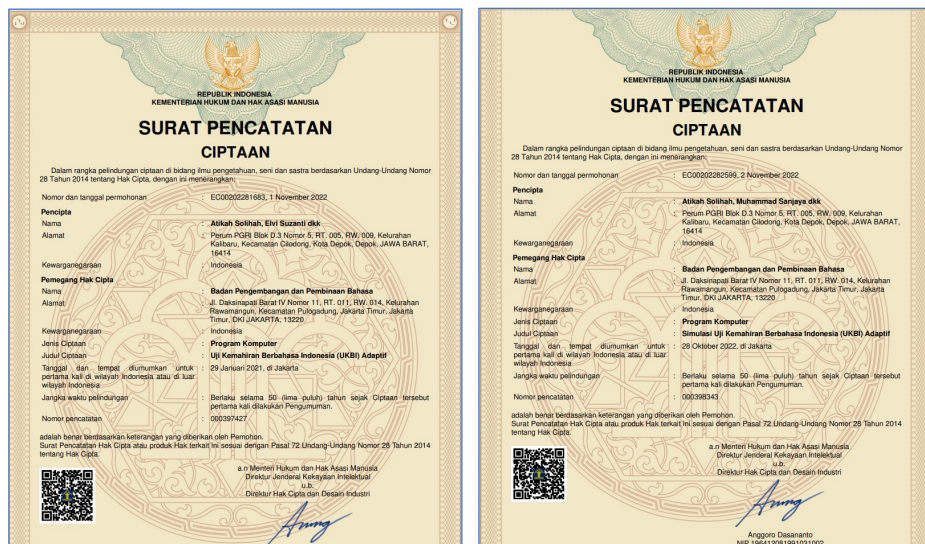 REPUBLIK INDONESIA
KEMENTERIAN HUKUM DAN HAK ASASI MANUSIA
SURAT PENCATATAN
CIPTAAN
Dalam rangka pelindungan ciptaan di bidang ilmu pengetahuan, seni dan sastra berdasarkan Undang-Undang Nomor
28 Tahun 2014 tentang Hak Cipta, dengan ini menerangkan:
Nomor dan tanggal permohonan : EC00202281683, 1 November 2022
Pencipta
Nama : Atikah Solihah, Elvi Suzanti dkk
Alamat : Perum PGRI Blok D.3 Nomor 5, RT. 005, RW, 009, Kelurahan
Kalibaru, Kecamatan Cilodong, Kota Depok, Depok, JAWA BARAT,
16414
Kewarganegaraan : Indonesia
Pemegang Hak Cipta
Nama : Badan Pengembangan dan Pembinaan Bahasa
Alamat : Jl. Daksinapati Barat IV Nomor 11, RT. 011, RW. 014, Kelurahan
Rawamangun, Kecamatan Pulogadung, Jakarta Timur, Jakarta
Timur, DKI JAKARTA, 13220
Kewarganegaraan : Indonesia
Jenis Ciptaan : Program Komputer
Judul Ciptaan : Uji Kemahiran Berbahasa Indonesia (UKBI) Adaptif
Tanggal dan tempat diumumkan untuk : 29 Januari 2021, di Jakarta
pertama kali di wilayah Indonesia atau di luar
wilayah Indonesia
Jangka waktu pelindungan : Berlaku selama 50 (lima puluh) tahun sejak Ciptaan tersebut
pertama kali dilakukan Pengumuman.
Nomor pencatatan : 000397427
adalah benar berdasarkan keterangan yang diberikan oleh Pemohon.
Surat Pencatatan Hak Cipta atau produk Hak terkait ini sesuai dengan Pasal 72 Undang-Undang Nomor 28 Tahun 2014
tentang Hak Cipta.
a.n Menteri Hukum dan Hak Asasi Manusia
Direktur Jenderal Kekayaan Intelektual
u.b.
Direktur Hak Cipta dan Desain Industri
REPUBLIK INDONESIA
KEMENTERIAN HUKUM DAN HAK ASASI MANUSIA
SURAT PENCATATAN
CIPTAAN
Dalam rangka pelindungan ciptaan di bidang ilmu pengetahuan, seni dan sastra berdasarkan Undang-Undang Nomor
28 Tahun 2014 tentang Hak Cipta, dengan ini menerangkan:
Nomor dan tanggal permohonan : EC00202282599, 2 November 2022
Pencipta
Nama : Atikah Solihah, Muhammad Sanjaya dkk
Alamat : Perum PGRI Blok D.3 Nomor 5, RT. 005, RW, 009, Kelurahan
Kalibaru, Kecamatan Cilodong, Kota Depok, Depok, JAWA BARAT,
16414
Kewarganegaraan : Indonesia
Pemegang Hak Cipta
Nama : Badan Pengembangan dan Pembinaan Bahasa
Alamat : Jl. Daksinapati Barat IV Nomor 11, RT. 011, RW. 014, Kelurahan
Rawamangun, Kecamatan Pulogadung, Jakarta Timur, Jakarta
Timur, DKI JAKARTA, 13220
Kewarganegaraan : Indonesia
Jenis Ciptaan : Program Komputer
Judul Ciptaan : Simulasi Uji Kemahiran Berbahasa Indonesia (UKBI) Adaptif
Tanggal dan tempat diumumkan untuk : 28 Oktober 2022, di Jakarta
pertama kali di wilayah Indonesia atau di luar
wilayah Indonesia
Jangka waktu pelindungan : Berlaku selama 50 (lima puluh) tahun sejak Ciptaan tersebut
pertama kali dilakukan Pengumuman.
Nomor pencatatan : 000398343
adalah benar berdasarkan keterangan yang diberikan oleh Pemohon.
Surat Pencatatan Hak Cipta atau produk Hak terkait ini sesuai dengan Pasal 72 Undang-Undang Nomor 28 Tahun 2014
tentang Hak Cipta.
a.n Menteri Hukum dan Hak Asasi Manusia
Direktur Jenderal Kekayaan Intelektual
u.b.
Direktur Hak Cipta dan Desain Industri
Anggoro Dasananto
NIP.196412081991031002